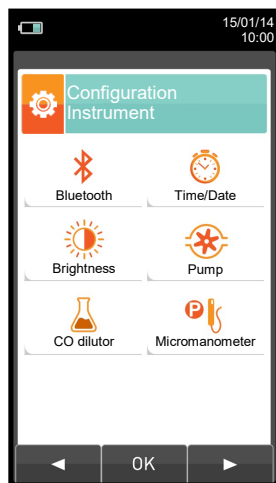 15/01/14
10:00
Configuration
Instrument
Bluetooth
Time/Date
Brightness
Pump
P
CO dilutor
Micromanometer
◄ OK ►